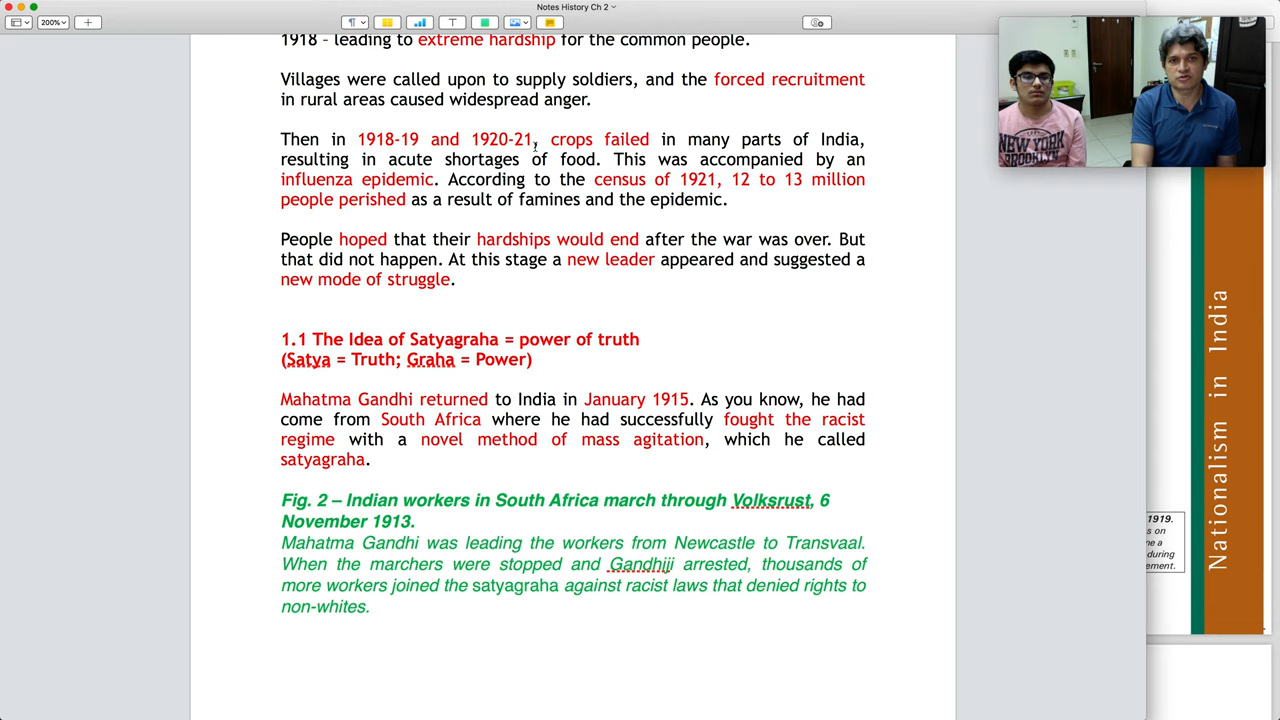 Notes History Ch 2
200%
1918 – leading to extreme hardship for the common people.
Villages were called upon to supply soldiers, and the forced recruitment
in rural areas caused widespread anger.
Then in 1918-19 and 1920-21, crops failed in many parts of India,
resulting in acute shortages of food. This was accompanied by an
influenza epidemic. According to the census of 1921, 12 to 13 million
people perished as a result of famines and the epidemic.
People hoped that their hardships would end after the war was over. But
that did not happen. At this stage a new leader appeared and suggested a
new mode of struggle.
1.1 The Idea of Satyagraha = power of truth
(Satya = Truth; Graha = Power)
Mahatma Gandhi returned to India in January 1915. As you know, he had
come from South Africa where he had successfully fought the racist
regime with a novel method of mass agitation, which he called
satyagraha.
Fig. 2 – Indian workers in South Africa march through Volksrust, 6
November 1913.
Mahatma Gandhi was leading the workers from Newcastle to Transvaal.
When the marchers were stopped and Gandhiji arrested, thousands of
more workers joined the satyagraha against racist laws that denied rights to
non-whites.
NEW YORK
BROOKLYN
Nationalism in India
1919.
s on
ne a
during
ement.